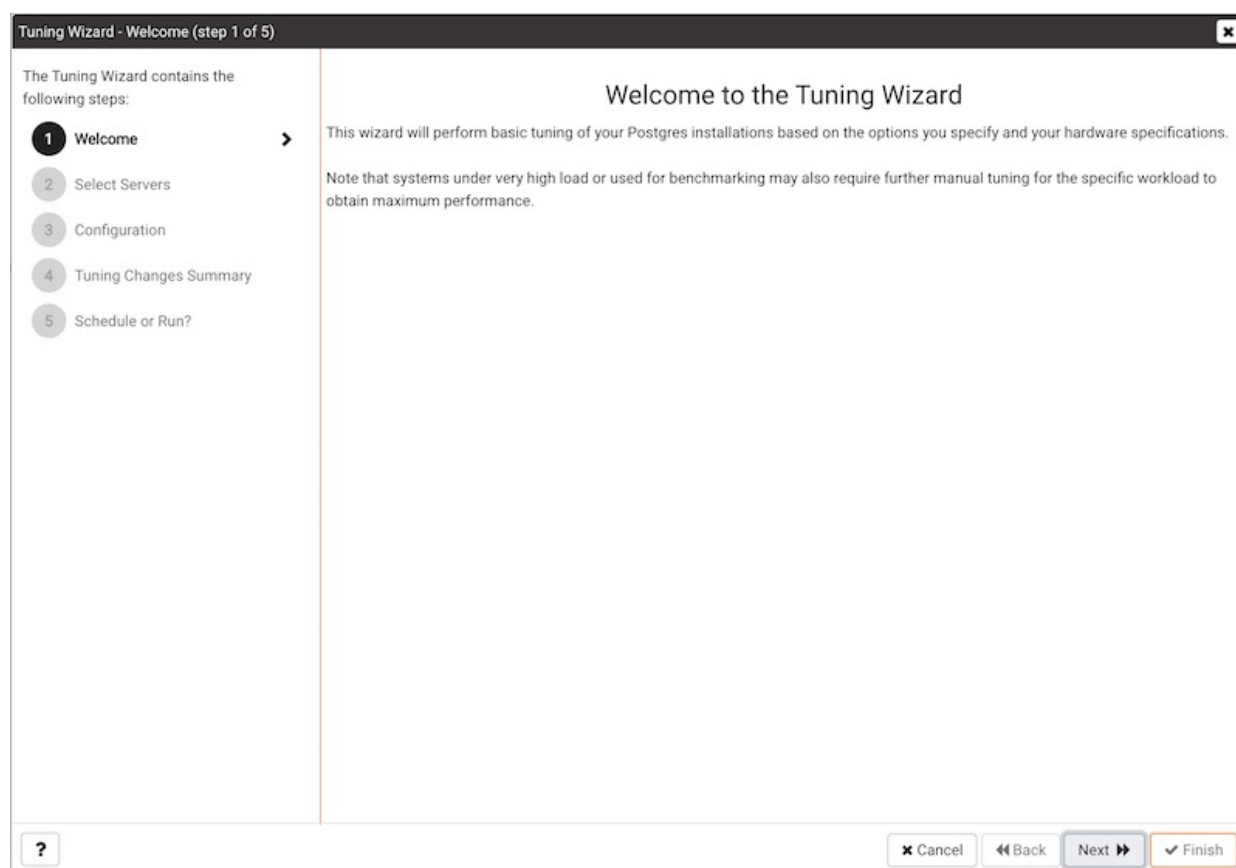 Tuning Wizard - Welcome (step 1 of 5)
The Tuning Wizard contains the
following steps:
1 Welcome
2 Select Servers
3 Configuration
4 Tuning Changes Summary
5 Schedule or Run?
Welcome to the Tuning Wizard
This wizard will perform basic tuning of your Postgres installations based on the options you specify and your hardware specifications.
Note that systems under very high load or used for benchmarking may also require further manual tuning for the specific workload to
obtain maximum performance.
? Cancel Back Next Finish